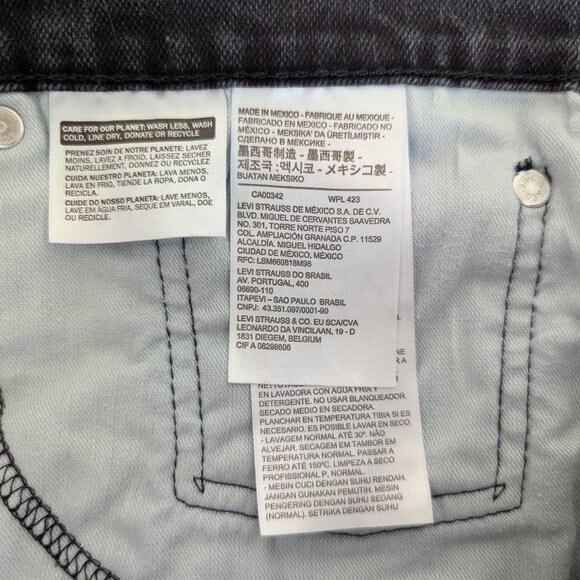 CARE FOR OUR PLANET: WASH LESS, WASH
COLD, LINE DRY, DONATE OR RECYCLE
PRENEZ SOIN DE NOTRE PLANÈTE: LAVEZ
MOINS, LAVEZ A FROID, LAISSEZ SECHER
NATURELLEMENT, DONNEZ OU RECYCLEZ
CUIDA NUESTRO PLANETA: LAVA MENOS,
LAVA EN FRIO, TIENDE LA ROPA, DONA O
RECICLA.
CUIDE DO NOSSO PLANETA: LAVE MENOS,
LAVE EM ÁGUA FRIA, SEQUE EM VARAL, DOE
OU RECICLE.
MADE IN MEXICO - FABRIQUE AU MEXIQUE -
FABRICADO EN MEXICO - FABRICADO NO
MÉXICO - MEKSİKA'DA ÜRETİLMİŞTİR -
СДЕЛАНО В МЕКСИКЕ -
墨西哥制造 - 墨西哥製 -
제조국 :멕시코 - メキシコ製 -
BUATAN MEKSIKO
CA00342 WPL 423
LEVI STRAUSS DE MÉXICO S.A. DE C.V.
BLVD. MIGUEL DE CERVANTES SAAVEDRA
NO. 301, TORRE NORTE PISO 7
COL. AMPLIACIÓN GRANADA C.P. 11529
ALCALDÍA. MIGUEL HIDALGO
CIUDAD DE MÉXICO, MÉXICO
RFC: LSM660818M98
LEVI STRAUSS DO BRASIL
AV. PORTUGAL, 400
06690-110
ITAPEVI – SAO PAULO BRASIL
CNPJ: 43.351.097/0001-90
LEVI STRAUSS & CO. EU SCA/CVA
LEONARDO DA VINCILAAN, 19 - D
1831 DIEGEM, BELGIUM
CIF A 08298606
EN LAVADORA CON AGUA FRIA Y
DETERGENTE. NO USAR BLANQUEADOR.
SECADO MEDIO EN SECADORA.
PLANCHAR EN TEMPERATURA TIBIA SI ES
NECESARIO. ES POSIBLE LAVAR EN SECO.
- LAVAGEM NORMAL ATÉ 30º. NÃO
ALVEJAR. SECAGEM EM TAMBOR EM
TEMPERATURA NORMAL. PASSAR A
FERRO ATÉ 150ºC. LIMPEZA A SECO
PROFISSIONAL P, NORMAL.
- MESIN CUCI DENGAN SUHU RENDAH.
JANGAN GUNAKAN PEMUTIH. MESIN
PENGERING DENGAN SUHU SEDANG
(NORMAL). SETRIKA DENGAN SUHU